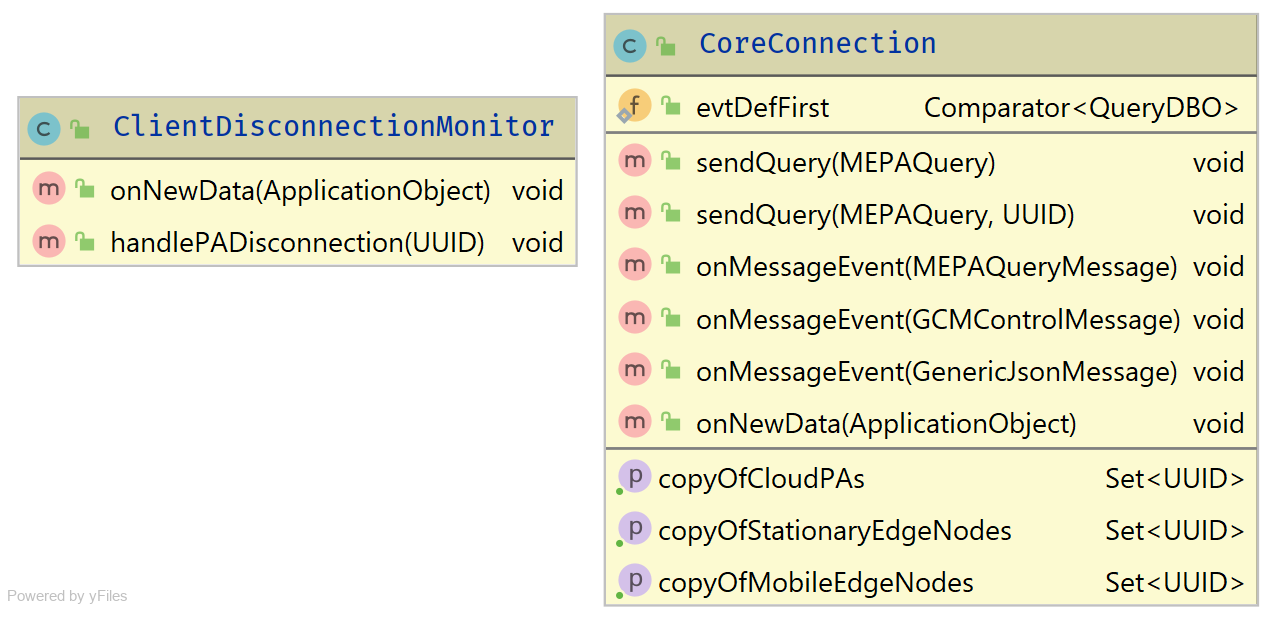 ClientDisconnectionMonitor
onNewData(ApplicationObject) void
handlePADisconnection(UUID) void
CoreConnection
evtDefFirst Comparator<QueryDBO>
sendQuery(MEPAQuery) void
sendQuery(MEPAQuery, UUID) void
onMessageEvent(MEPAQueryMessage) void
onMessageEvent(GCMControlMessage) void
onMessageEvent(GenericJsonMessage) void
onNewData(ApplicationObject) void
copyOfCloudPAs Set<UUID>
copyOfStationaryEdgeNodes Set<UUID>
copyOfMobileEdgeNodes Set<UUID>
Powered by yFiles